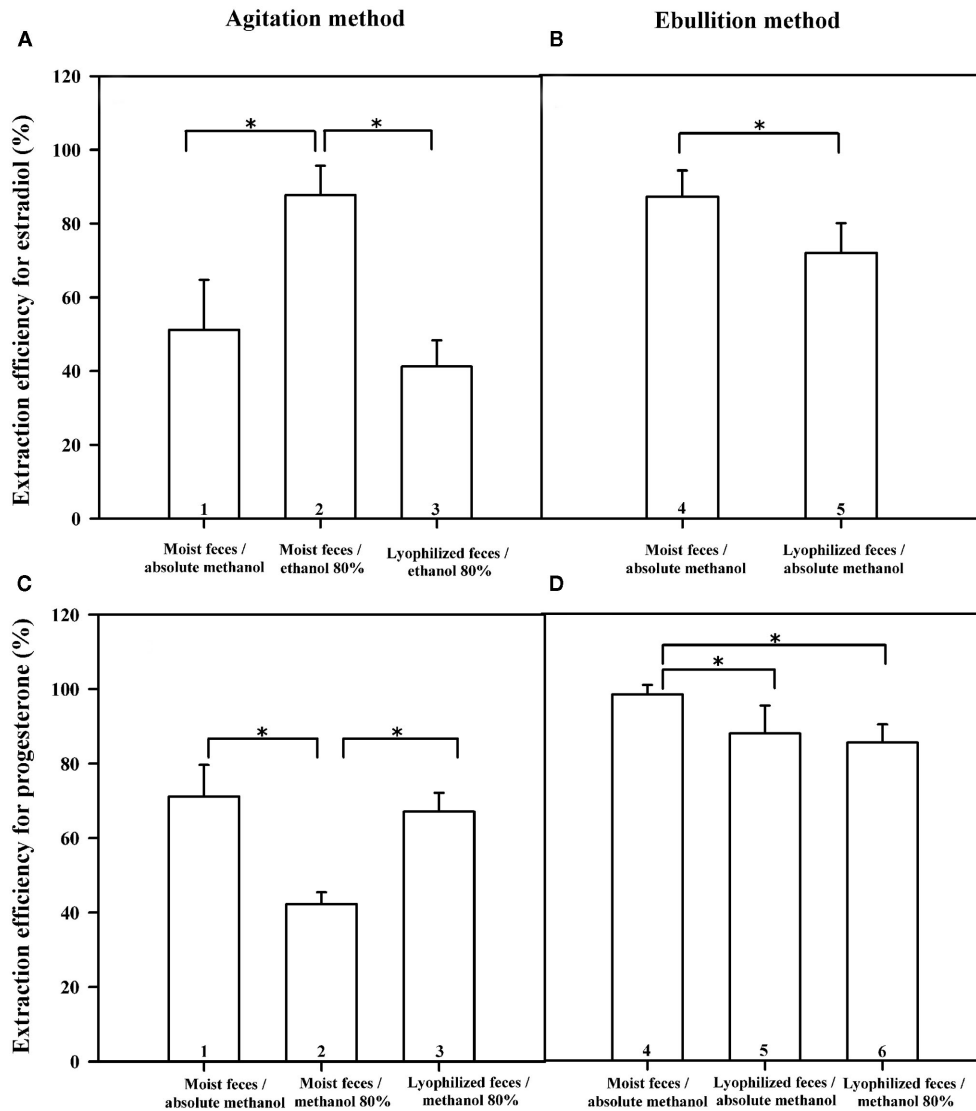 Agitation method
Ebullition method
A
B
Extraction efficiency for estradiol (%)
120
100
80
60
40
20
0
*
*
*
1
2
3
4
5
Moist feces /
absolute methanol
Moist feces /
ethanol 80%
Lyophilized feces /
ethanol 80%
Moist feces /
absolute methanol
Lyophilized feces /
absolute methanol
C
D
Extraction efficiency for progesterone (%)
120
100
80
60
40
20
0
*
*
*
*
1
2
3
4
5
6
Moist feces /
absolute methanol
Moist feces /
methanol 80%
Lyophilized feces /
methanol 80%
Moist feces /
absolute methanol
Lyophilized feces /
absolute methanol
Lyophilized feces /
methanol 80%